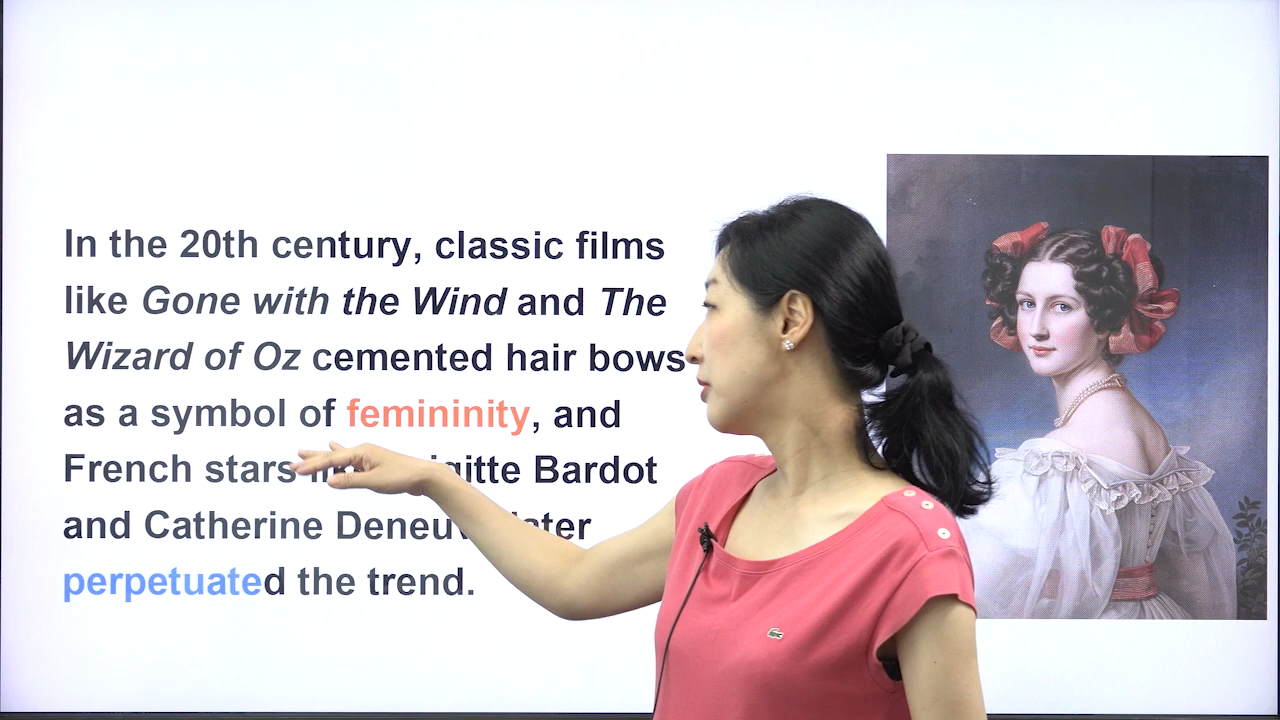 In the 20th century, classic films
like Gone with the Wind and The
Wizard of Oz cemented hair bows
as a symbol of femininity, and
French stars Bardot
and Catherine later
perpetuated the trend.